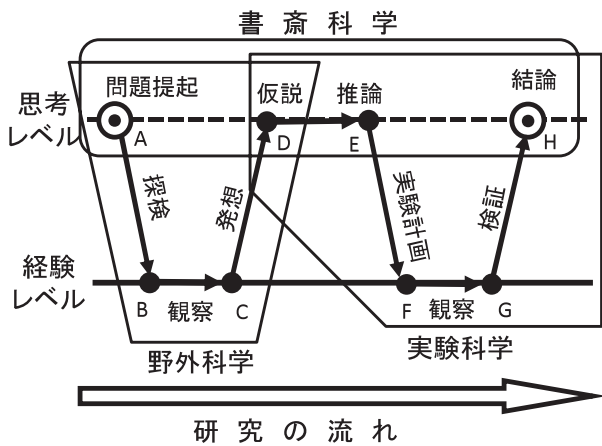 書斎科学
問題提起
仮説
推論
結論
思考
レベル
A
D
E
H
探検
発想
実験計画
検証
経験
レベル
B
観察
C
F
観察
G
野外科学
実験科学
研究の流れ